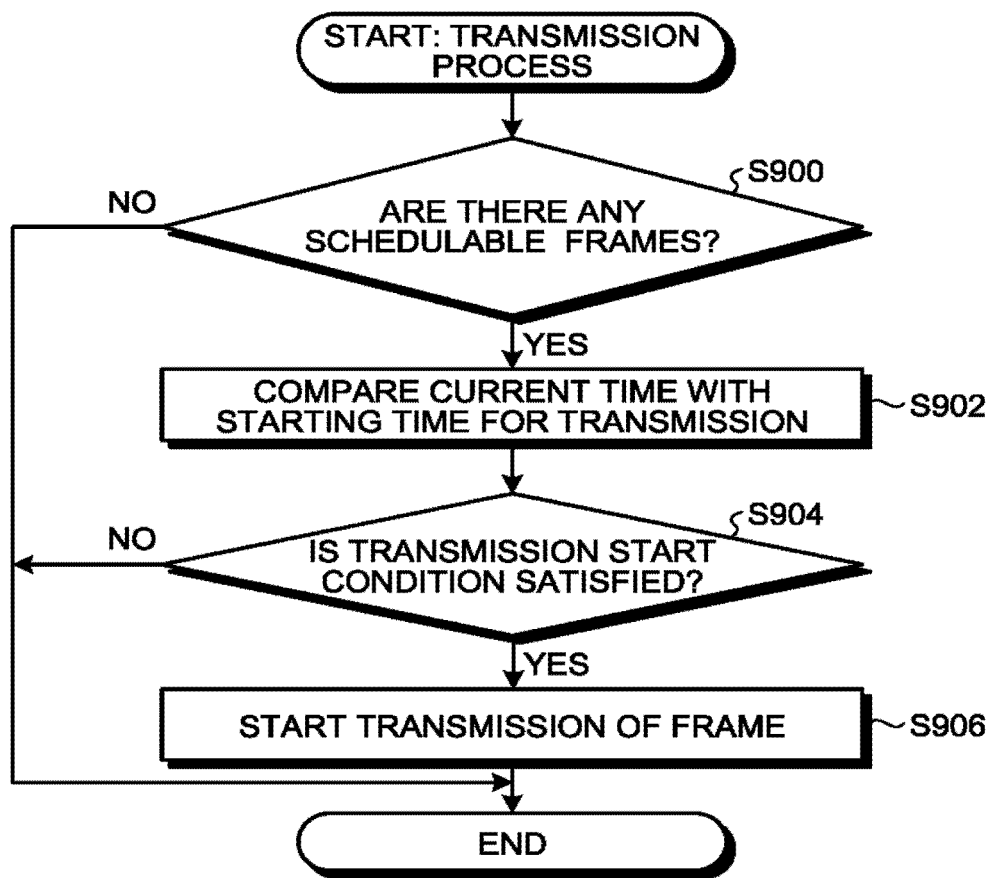 START: TRANSMISSION
PROCESS
S900
NO
ARE THERE ANY
SCHEDULABLE FRAMES?
YES
COMPARE CURRENT TIME WITH
STARTING TIME FOR TRANSMISSION
S902
S904
NO
IS TRANSMISSION START
CONDITION SATISFIED?
YES
START TRANSMISSION OF FRAME
S906
END